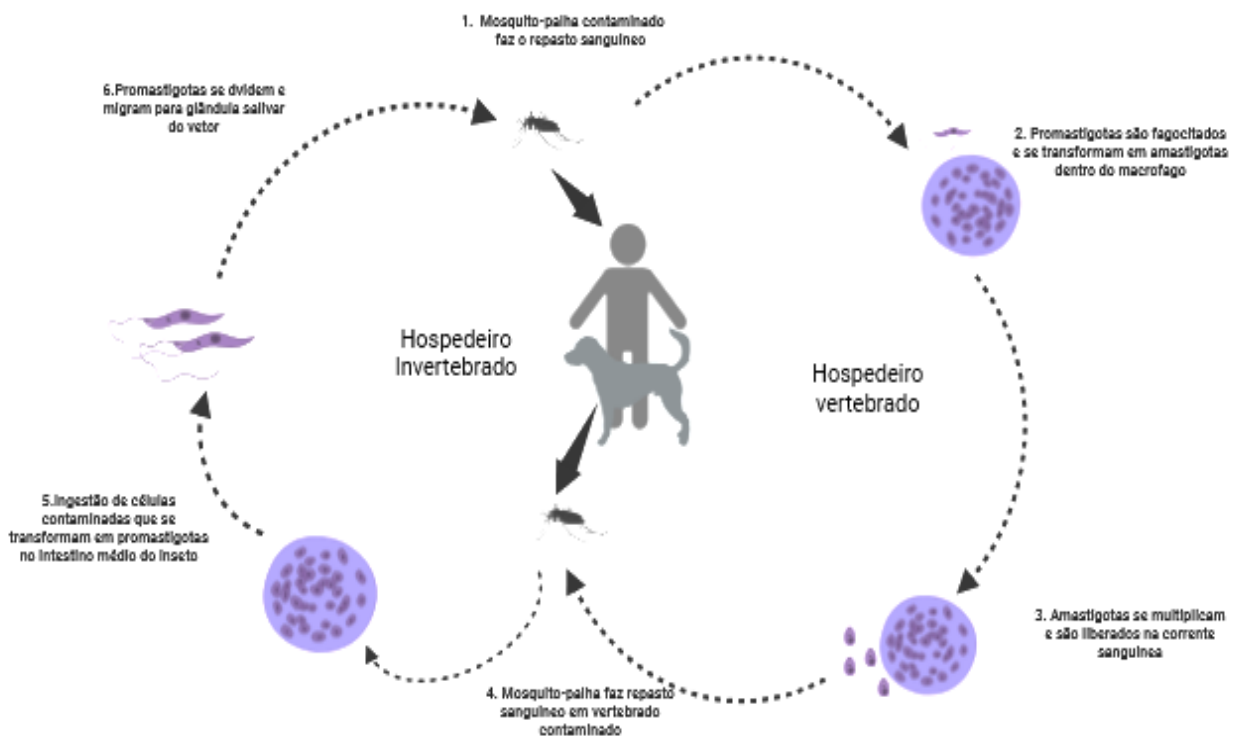 1. Mosquito-palha contaminado
faz o repasto sanguíneo
6.Promastigotas se dvidem e
migram para glândula salivar
do vetor
2. Promastigotas são fagocitados
e se transformam em amastigotas
dentro do macrofago
Hospedeiro
Invertebrado
Hospedeiro
vertebrado
5.Ingestão de células
contaminadas que se
transformam em promastigotas
no intestino médio do inseto
3. Amastigotas se multiplicam
e são liberados na corrente
sanguinea
4. Mosquito-palha faz repasto
sanguineo em vertebrado
contaminado